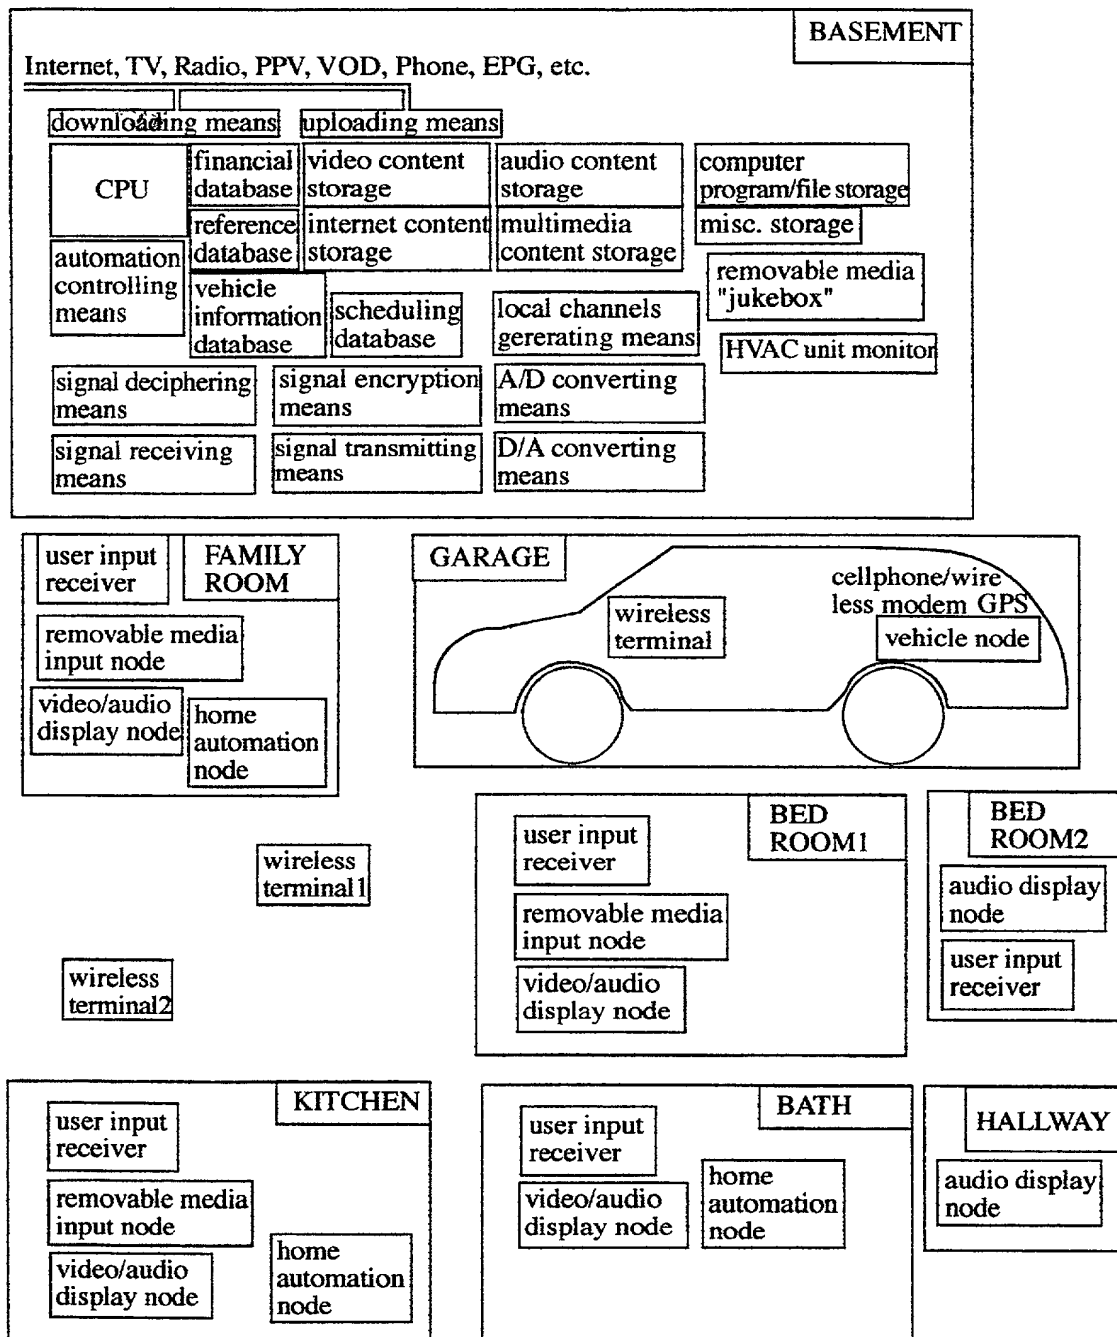 BASEMENT
Internet, TV, Radio, PPV, VOD, Phone, EPG, etc.
downloading means
uploading means
CPU
financial
database
video content
storage
audio content
storage
computer
program/file storage
reference
database
internet content
storage
multimedia
content storage
misc. storage
automation
controlling
means
vehicle
information
database
scheduling
database
local channels
gererating means
removable media
"jukebox"
HVAC unit monitor
signal deciphering
means
signal encryption
means
A/D converting
means
signal receiving
means
signal transmitting
means
D/A converting
means
FAMILY
ROOM
user input
receiver
removable media
input node
video/audio
display node
home
automation
node
GARAGE
wireless
terminal
cellphone/wire
less modem GPS
vehicle node
wireless
terminal1
wireless
terminal2
BED
ROOM1
user input
receiver
removable media
input node
video/audio
display node
BED
ROOM2
audio display
node
user input
receiver
KITCHEN
user input
receiver
removable media
input node
video/audio
display node
home
automation
node
BATH
user input
receiver
video/audio
display node
home
automation
node
HALLWAY
audio display
node